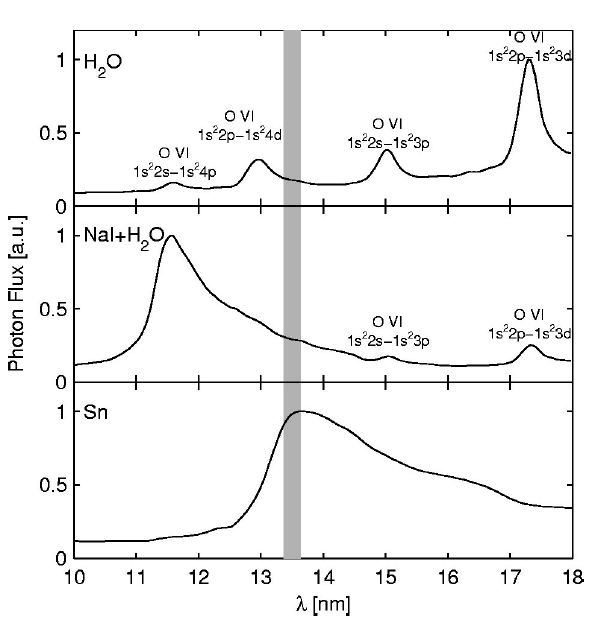 O VI
1s²2p−1s²3d
1
H₂O
O VI
1s²2p−1s²4d
O VI
1s²2s−1s²3p
0.5
O VI
1s²2s−1s²4p
0
1
NaI+H₂O
O VI
1s²2s−1s²3p
O VI
1s²2p−1s²3d
0.5
0
Photon Flux [a.u.]
1
Sn
0.5
0
10 11 12 13 14 15 16 17 18
λ [nm]